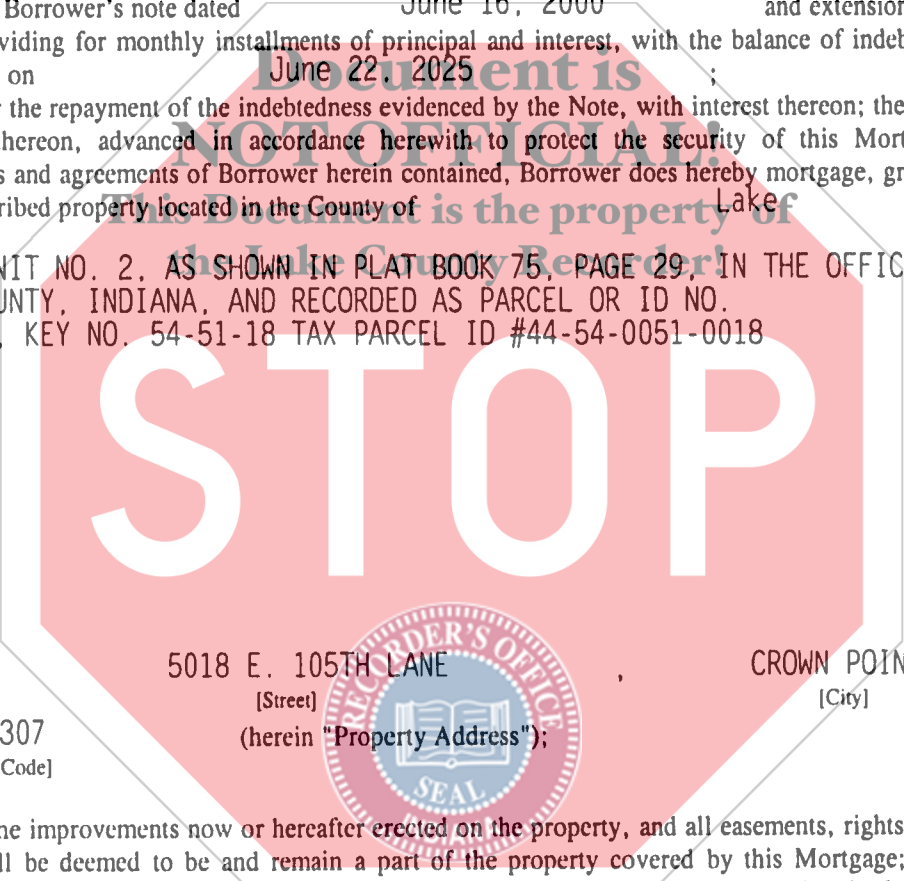 Borrower's note dated June 16, 2000 and extension
viding for monthly installments of principal and interest, with the balance of indeb
on June 22, 2025 ;
the repayment of the indebtedness evidenced by the Note, with interest thereon; the
hereon, advanced in accordance herewith to protect the security of this Mort
s and agreements of Borrower herein contained, Borrower does hereby mortgage, gr
ribed property located in the County of Lake
Document is
NOT OFFICIAL!
This Document is the property of
the Lake County Recorder!
NIT NO. 2, AS SHOWN IN PLAT BOOK 75, PAGE 29, IN THE OFFIC
UNTY, INDIANA, AND RECORDED AS PARCEL OR ID NO.
, KEY NO. 54-51-18 TAX PARCEL ID #44-54-0051-0018
STOP
5018 E. 105TH LANE , CROWN POIN
[Street] [City]
307 (herein "Property Address");
Code]
RECORDER'S OFFICE
SEAL
he improvements now or hereafter erected on the property, and all easements, rights
ll be deemed to be and remain a part of the property covered by this Mortgage;